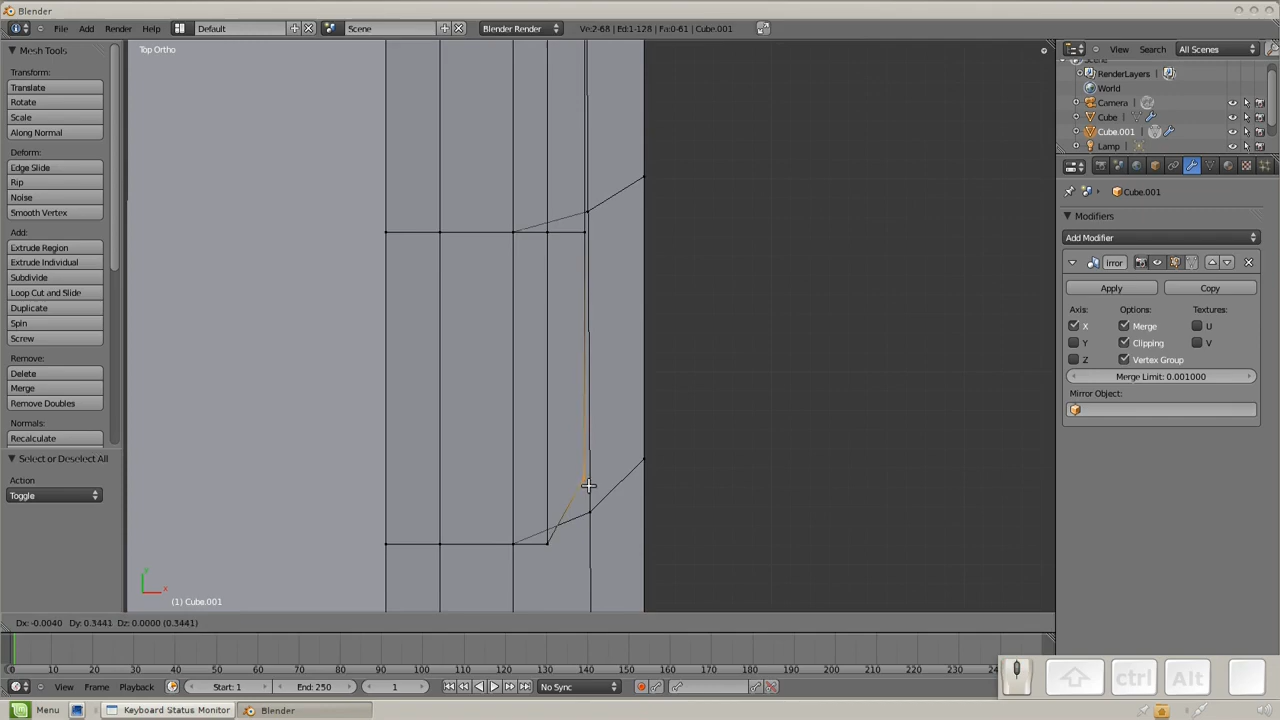 Blender
File Add Render Help Default Scene Blender Render Ve:2-68 | Ed:1-128 | Fa:0-61 | Cube.001
Mesh Tools
Transform:
Translate
Rotate
Scale
Along Normal
Deform:
Edge Slide
Rip
Noise
Smooth Vertex
Add:
Extrude Region
Extrude Individual
Subdivide
Loop Cut and Slide
Duplicate
Spin
Screw
Remove:
Delete
Merge
Remove Doubles
Normals:
Recalculate
Select or Deselect All
Action
Toggle
Top Ortho
Y
X
(1) Cube.001
Dx: -0.0040 Dy: 0.3441 Dz: 0.0000 (0.3441)
View Search All Scenes
RenderLayers
World
Camera
Cube
Cube.001
Lamp
Cube.001
Modifiers
Add Modifier
irror
Apply Copy
Axis: Options: Textures:
X Merge U
Y Clipping V
Z Vertex Group
Merge Limit: 0.001000
Mirror Object:
0 10 20 30 40 50 60 70 80 90 100 110 120 130 140 150 160 170 180 190 200 210 220 230
View Frame Playback Start: 1 End: 250 1 No Sync
ctrl Alt
Menu Keyboard Status Monitor Blender